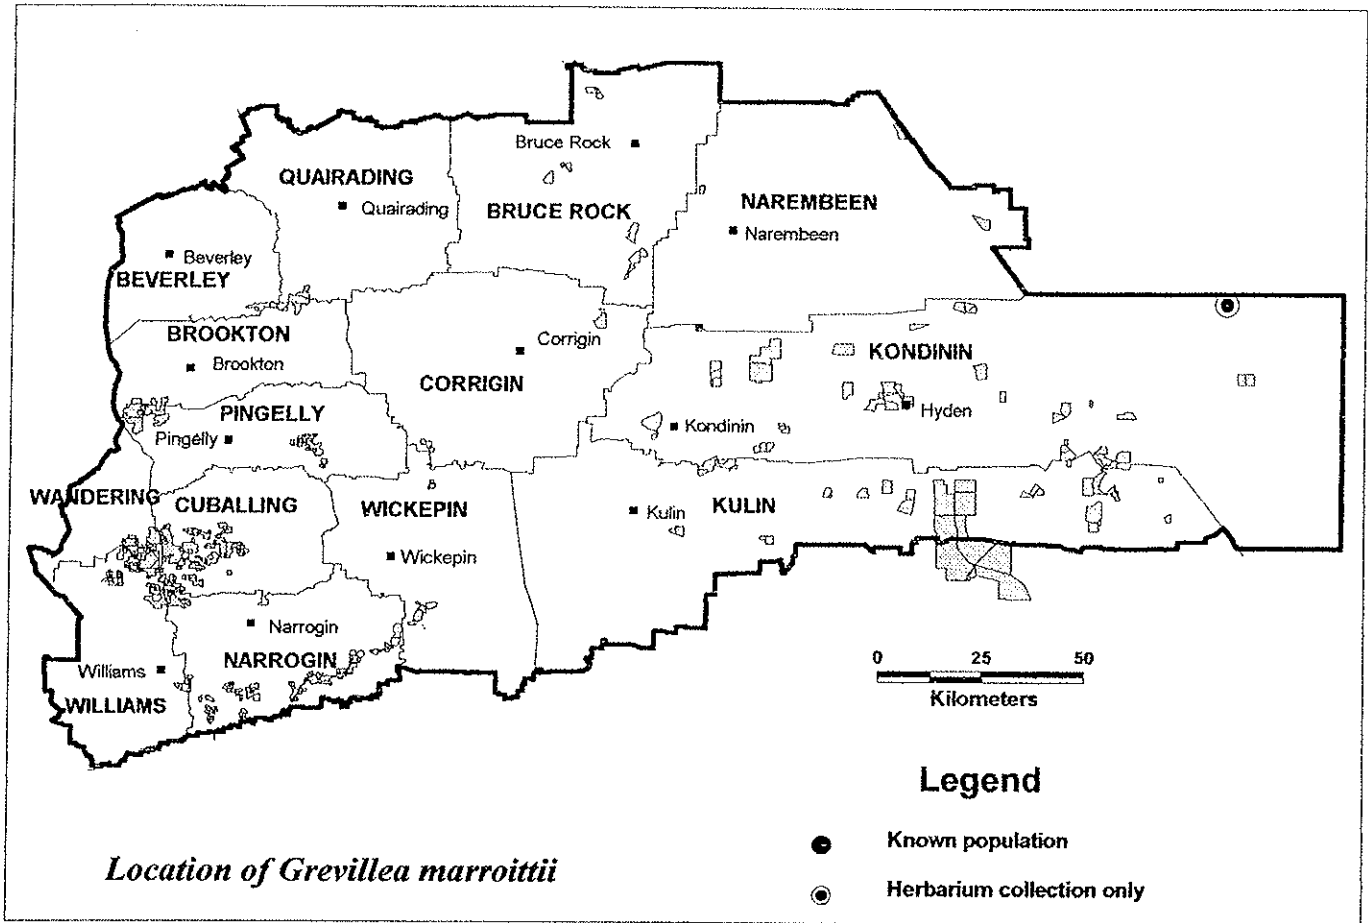 Bruce Rock
QUAIRADING
Quairading
BRUCE ROCK
NAREMBEEN
Narembeen
Beverley
BEVERLEY
BROOKTON
Brookton
Corrigin
CORRIGIN
KONDININ
Hyden
PINGELLY
Pingelly
Kondinin
WANDERING
CUBALLING
WICKEPIN
Wickepin
Kulin
KULIN
Narrogin
NARROGIN
Williams
WILLIAMS
0 25 50
Kilometers
Legend
Known population
Herbarium collection only
Location of Grevillea marroittii